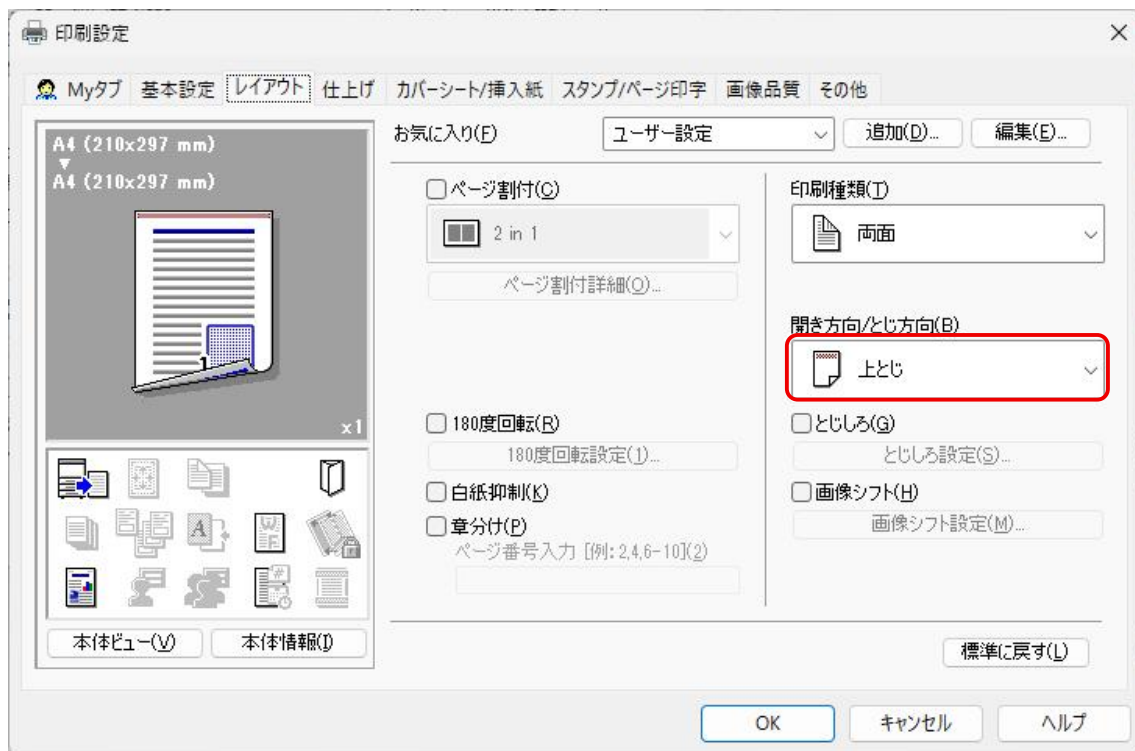 印刷設定
Myタブ 基本設定 レイアウト 仕上げ カバーシート/挿入紙 スタンプ/ページ印字 画像品質 その他
A4 (210x297 mm)
A4 (210x297 mm)
1
x1
本体ビュー(V) 本体情報(I)
お気に入り(F) ユーザー設定 追加(D)... 編集(E)...
ページ割付(C)
2 in 1
ページ割付詳細(O)...
180度回転(R)
180度回転設定(1)...
白紙抑制(K)
章分け(P)
ページ番号入力 [例: 2,4,6-10](2)
印刷種類(T)
両面
開き方向/とじ方向(B)
上とじ
とじしろ(G)
とじしろ設定(S)...
画像シフト(H)
画像シフト設定(M)...
標準に戻す(L)
OK キャンセル ヘルプ